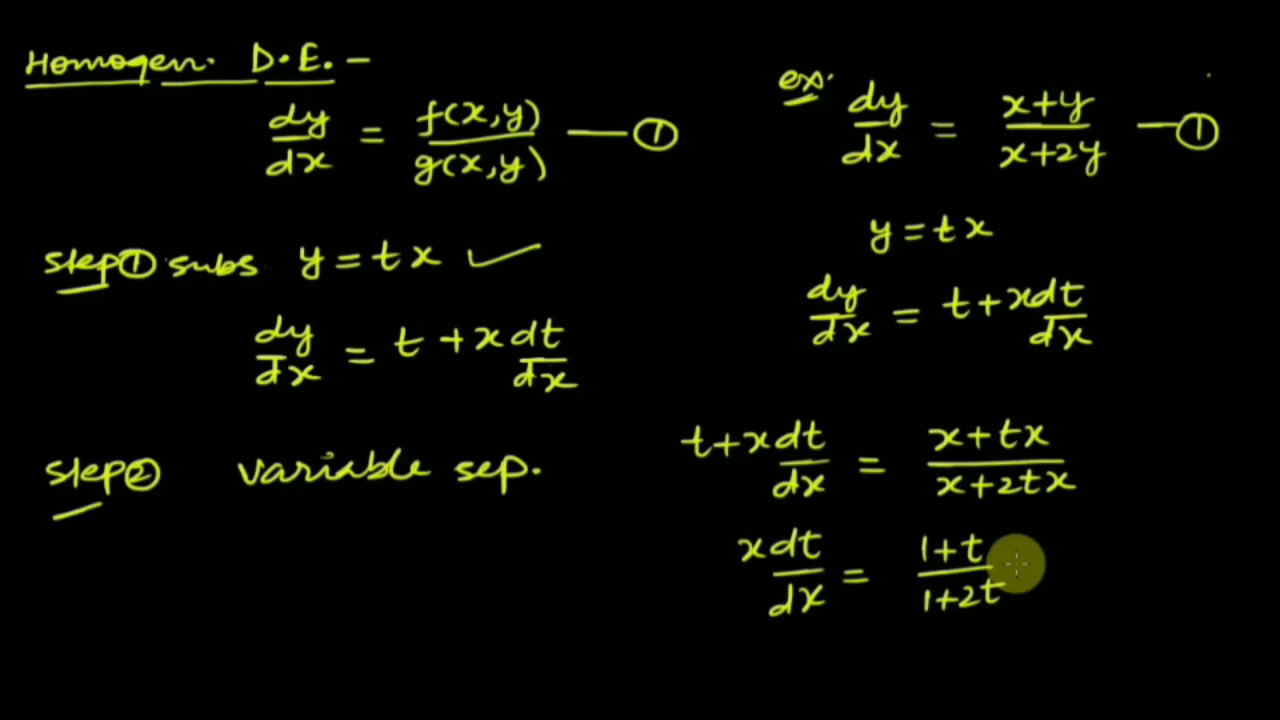 Homogen. D.E. -
dy/dx = f(x,y)/g(x,y) — ①
step① subs y = tx ✓
dy/dx = t + x dt/dx
step② variable sep.
ex. dy/dx = x+y/x+2y — ①
y = tx
dy/dx = t + x dt/dx
t + x dt/dx = x+tx/x+2tx
x dt/dx = 1+t/1+2t